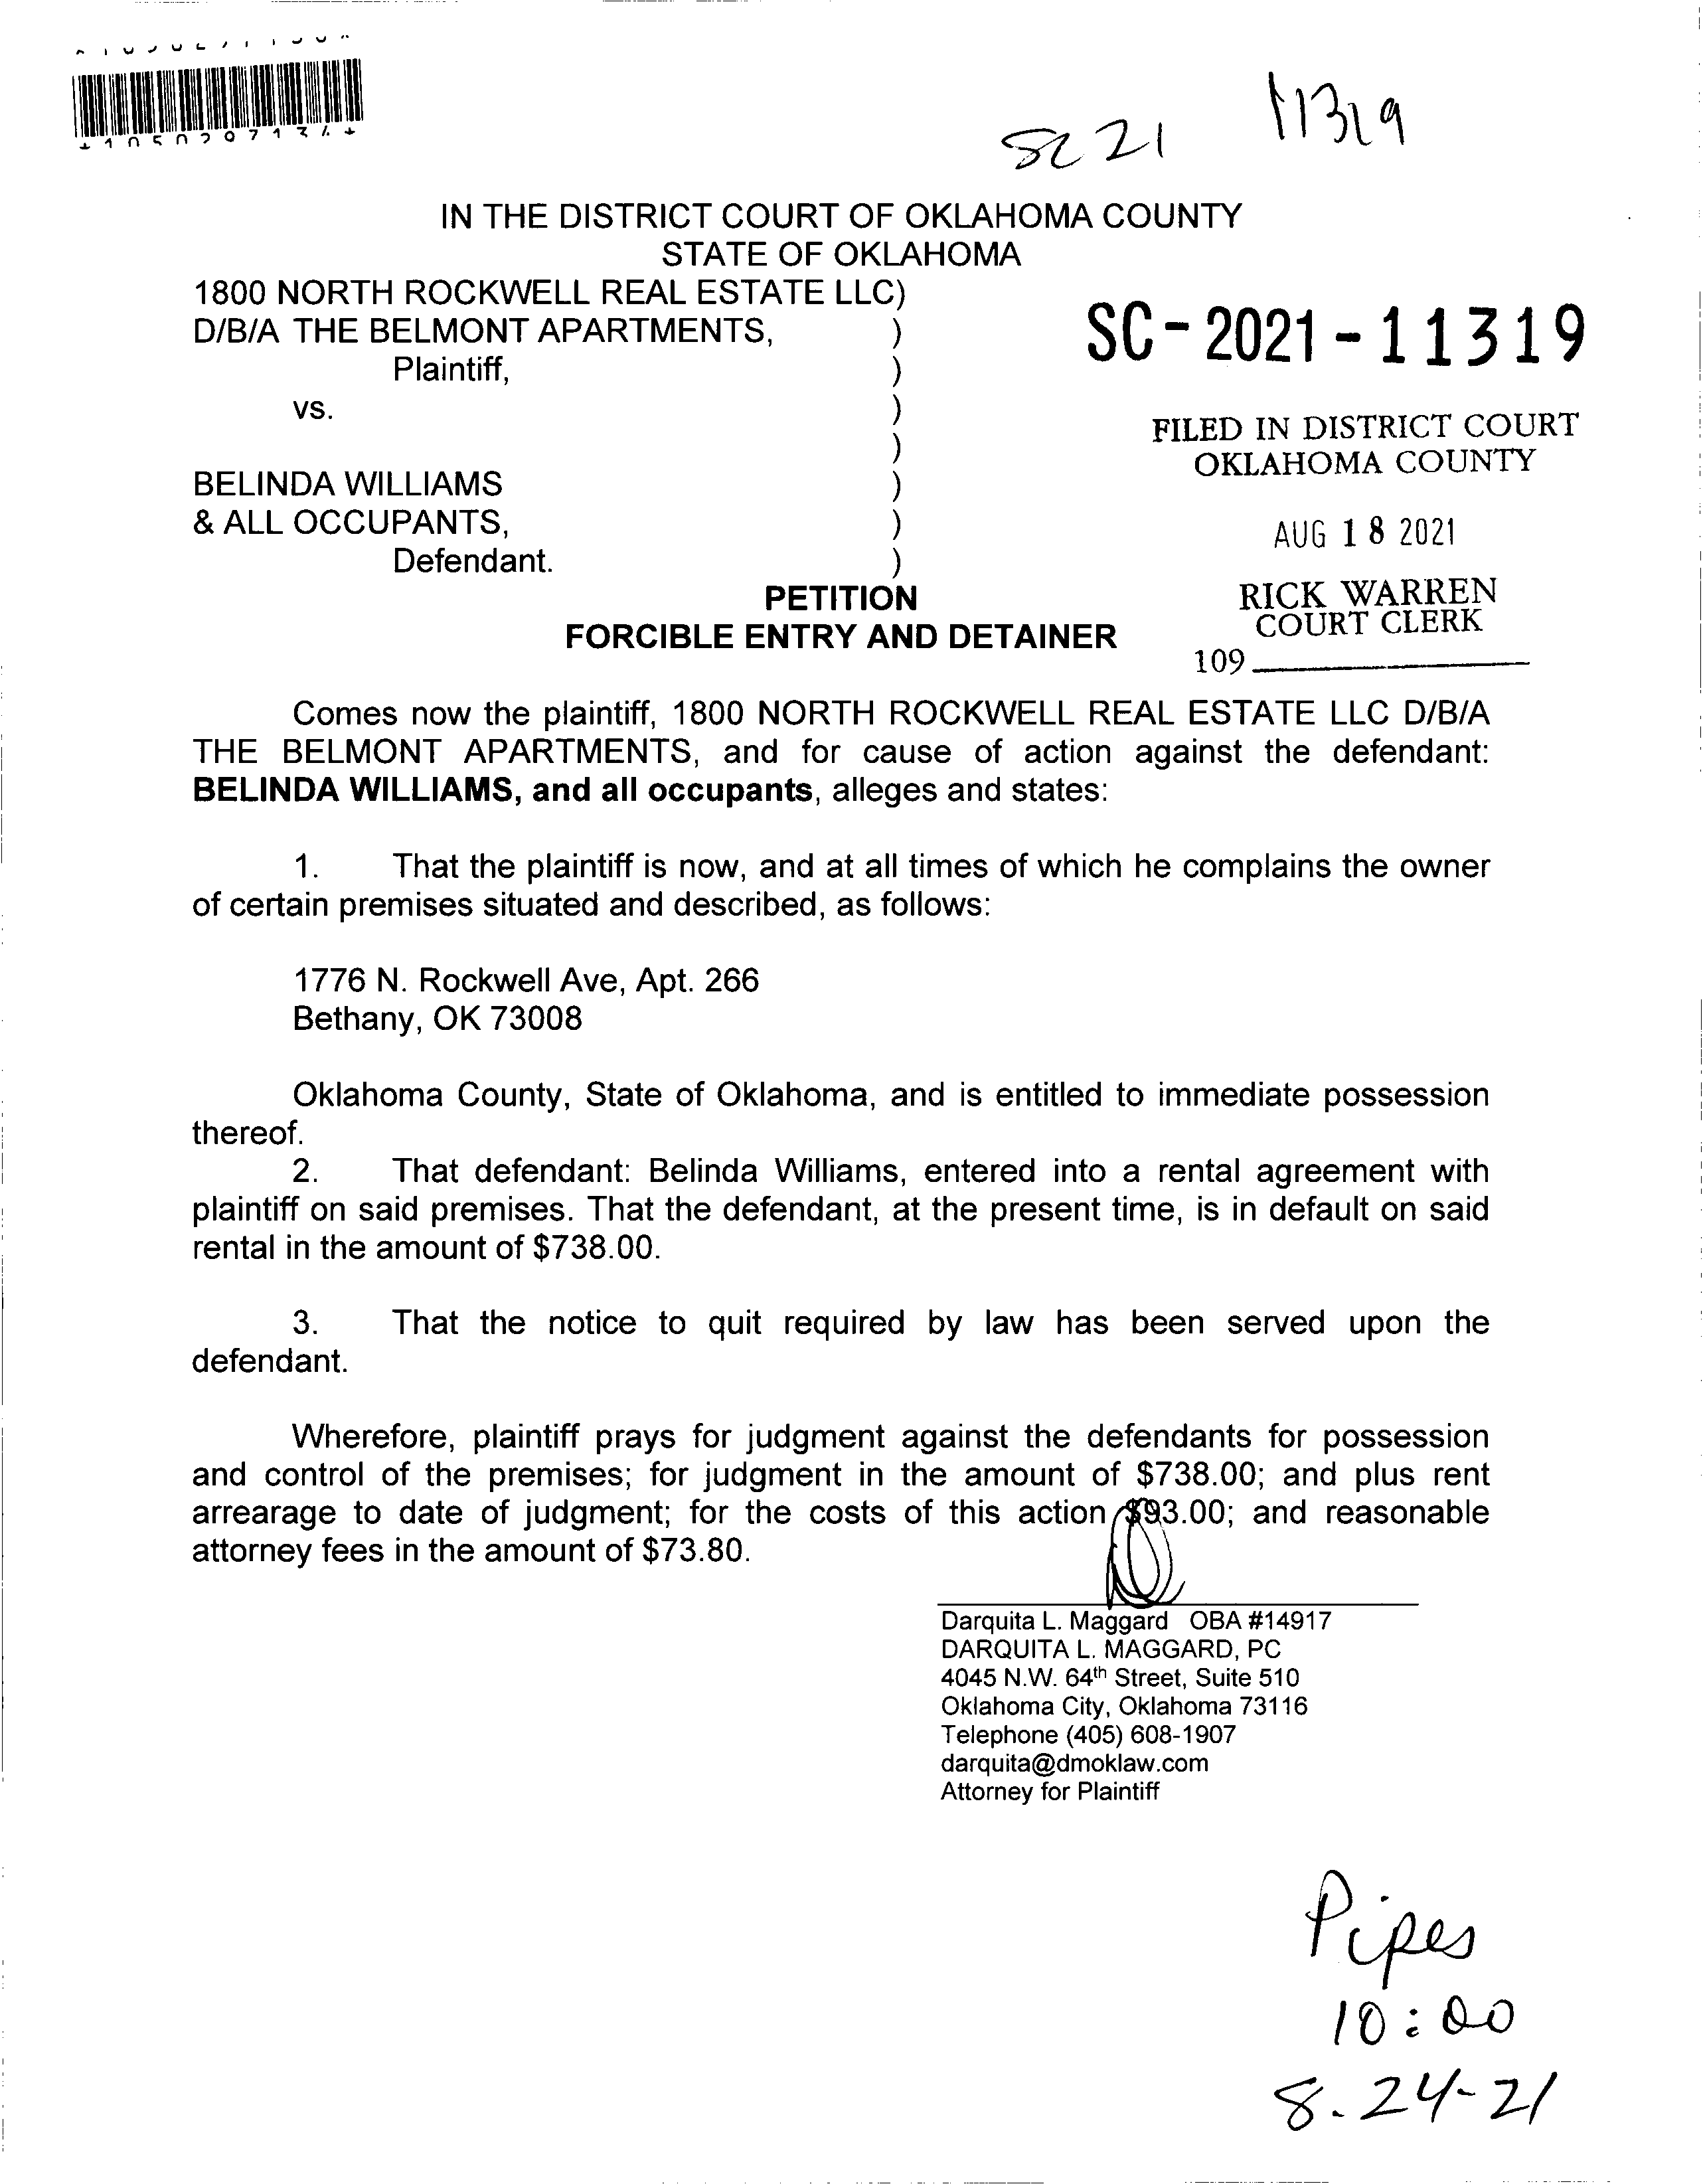 SC 21 11319
IN THE DISTRICT COURT OF OKLAHOMA COUNTY
STATE OF OKLAHOMA
1800 NORTH ROCKWELL REAL ESTATE LLC)
D/B/A THE BELMONT APARTMENTS, )
Plaintiff, )
vs. )
)
BELINDA WILLIAMS )
& ALL OCCUPANTS, )
Defendant. )
SC-2021-11319
FILED IN DISTRICT COURT
OKLAHOMA COUNTY
AUG 18 2021
RICK WARREN
COURT CLERK
109
PETITION
FORCIBLE ENTRY AND DETAINER
Comes now the plaintiff, 1800 NORTH ROCKWELL REAL ESTATE LLC D/B/A
THE BELMONT APARTMENTS, and for cause of action against the defendant:
BELINDA WILLIAMS, and all occupants, alleges and states:
1. That the plaintiff is now, and at all times of which he complains the owner
of certain premises situated and described, as follows:
1776 N. Rockwell Ave, Apt. 266
Bethany, OK 73008
Oklahoma County, State of Oklahoma, and is entitled to immediate possession
thereof.
2. That defendant: Belinda Williams, entered into a rental agreement with
plaintiff on said premises. That the defendant, at the present time, is in default on said
rental in the amount of $738.00.
3. That the notice to quit required by law has been served upon the
defendant.
Wherefore, plaintiff prays for judgment against the defendants for possession
and control of the premises; for judgment in the amount of $738.00; and plus rent
arrearage to date of judgment; for the costs of this action $93.00; and reasonable
attorney fees in the amount of $73.80.
Darquita L. Maggard OBA #14917
DARQUITA L. MAGGARD, PC
4045 N.W. 64th Street, Suite 510
Oklahoma City, Oklahoma 73116
Telephone (405) 608-1907
darquita@dmoklaw.com
Attorney for Plaintiff
Pipes
10:00
8-24-21